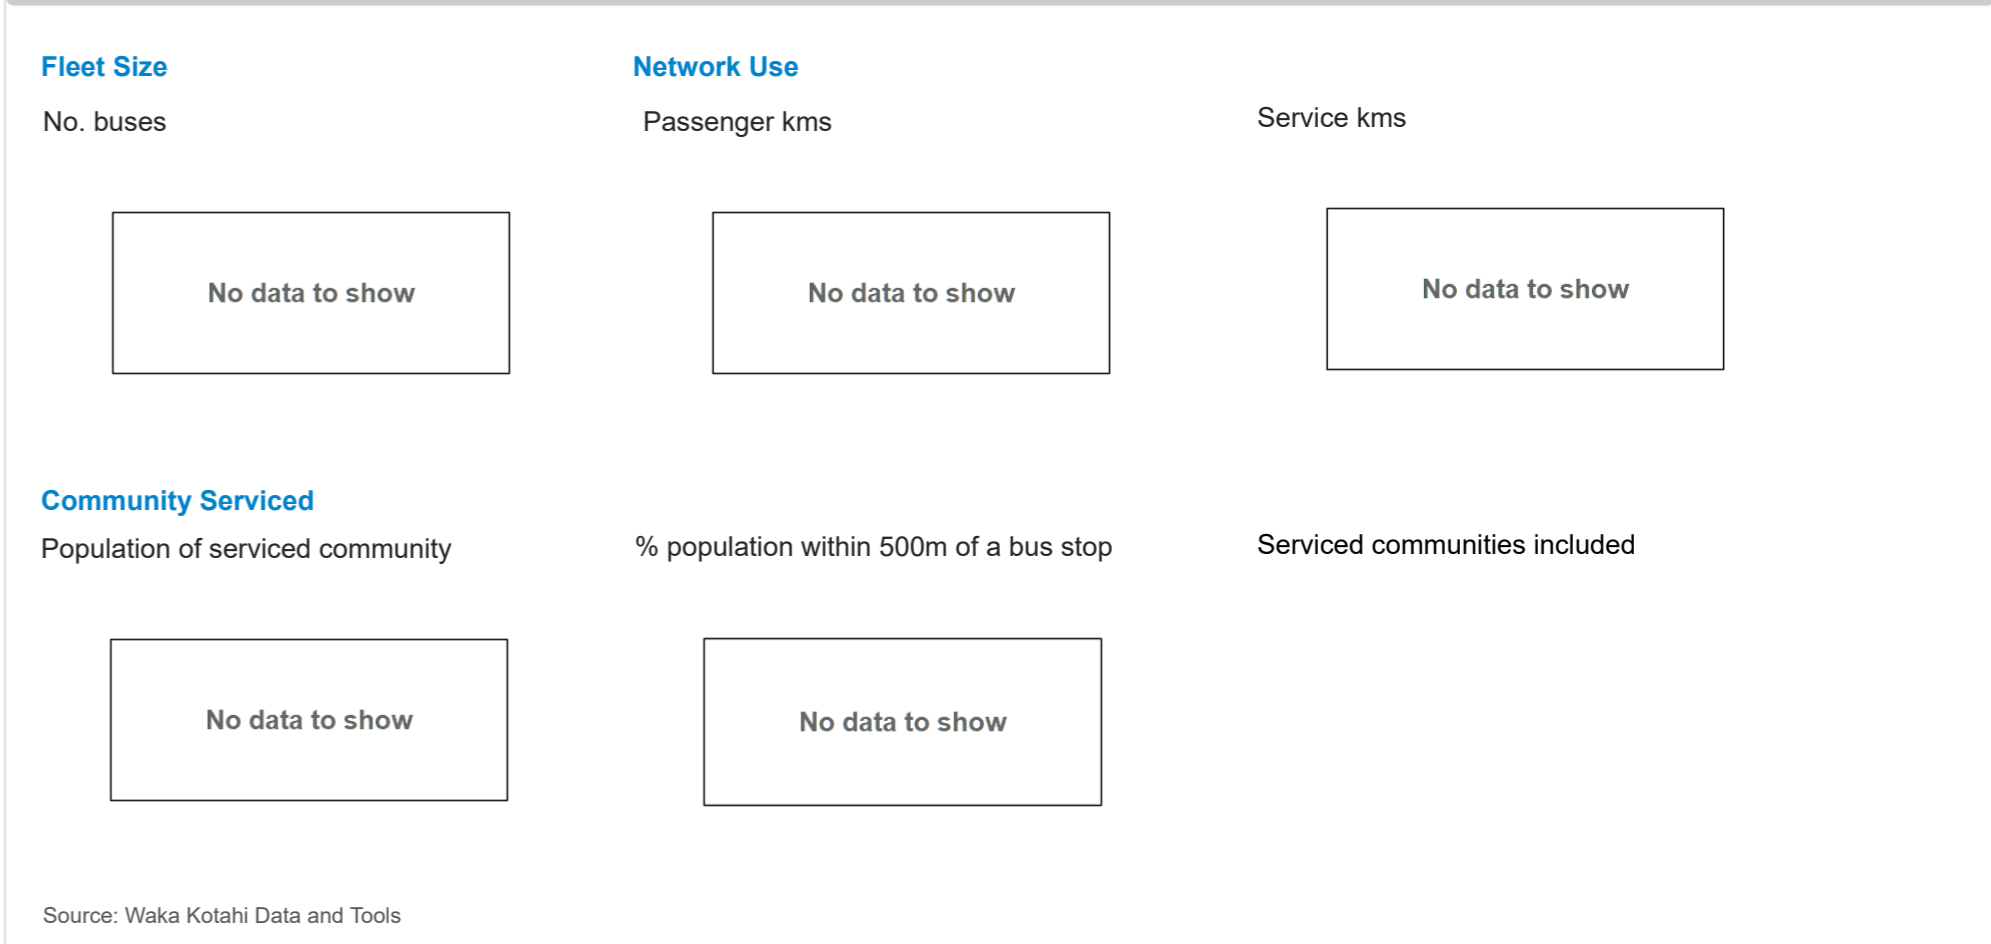 Fleet Size
Network Use
No. buses
Passenger kms
Service kms
No data to show
No data to show
No data to show
Community Serviced
Population of serviced community
% population within 500m of a bus stop
Serviced communities included
No data to show
No data to show
Source: Waka Kotahi Data and Tools